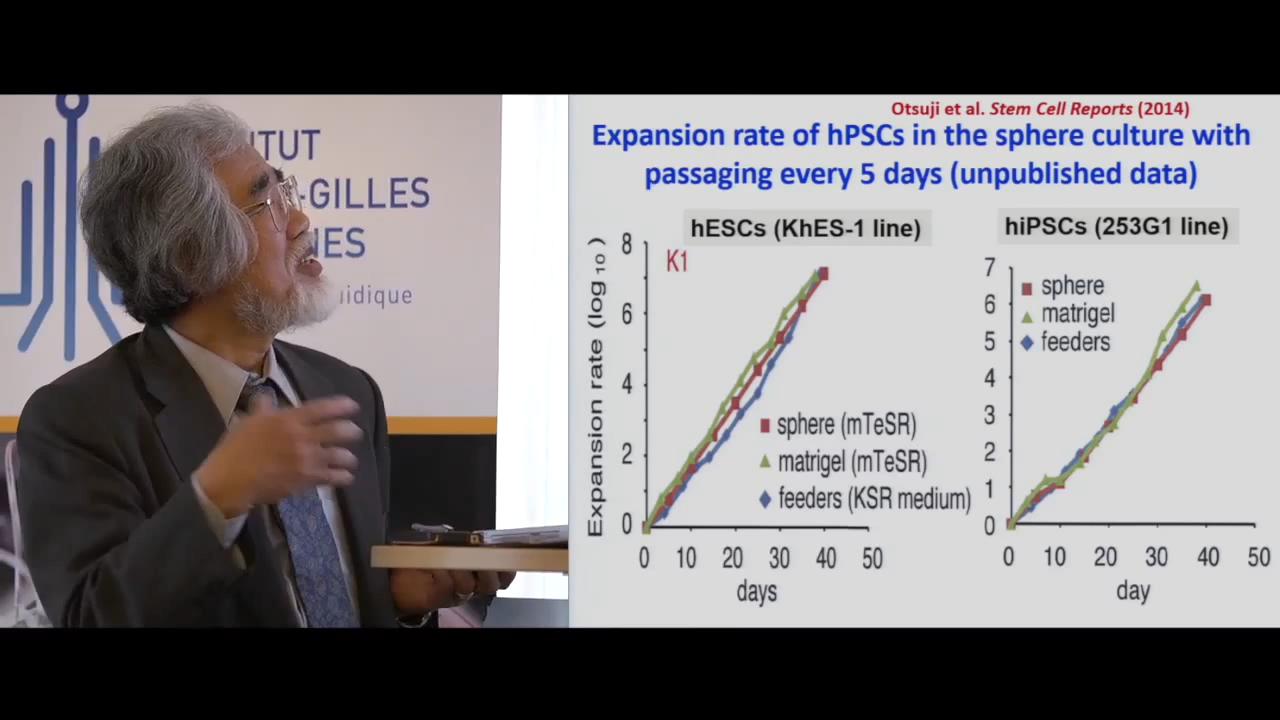 TUT
-GILLES
NES
uidique
Otsuji et al. Stem Cell Reports (2014)
Expansion rate of hPSCs in the sphere culture with
passaging every 5 days (unpublished data)
hESCs (KhES-1 line)
K1
Expansion rate (log 10)
8
6
4
2
0
sphere (mTeSR)
matrigel (mTeSR)
feeders (KSR medium)
0 10 20 30 40 50
days
hiPSCs (253G1 line)
7
6
5
4
3
2
1
0
sphere
matrigel
feeders
0 10 20 30 40 50
day